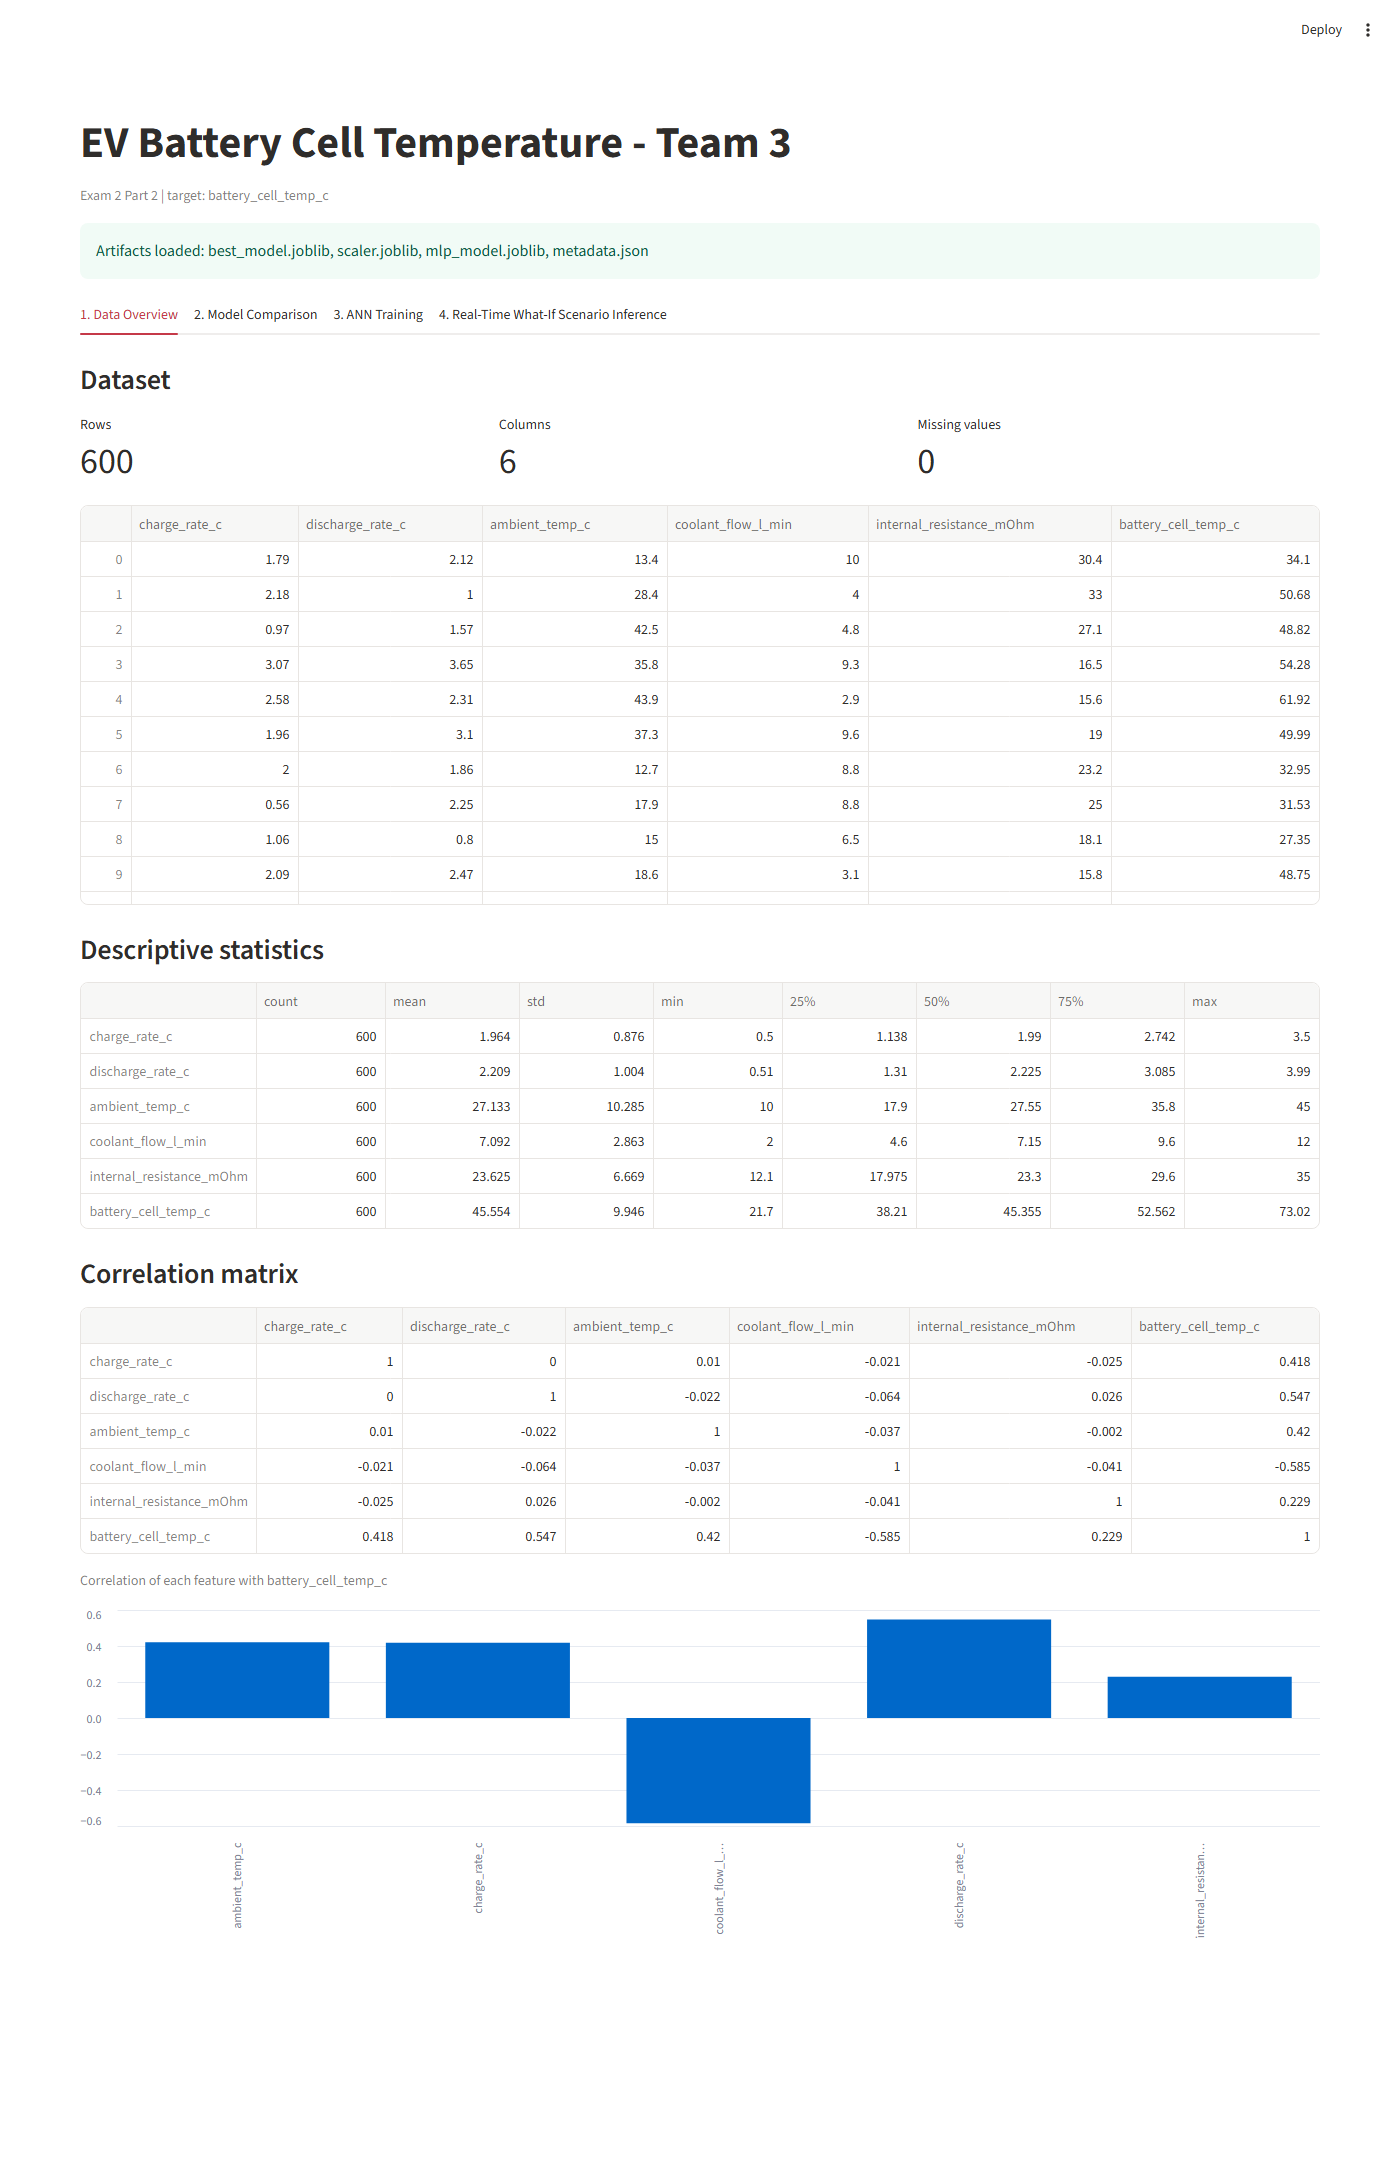 Deploy
EV Battery Cell Temperature - Team 3
Exam 2 Part 2 | target: battery_cell_temp_c
Artifacts loaded: best_model.joblib, scaler.joblib, mlp_model.joblib, metadata.json
1. Data Overview 2. Model Comparison 3. ANN Training 4. Real-Time What-If Scenario Inference
Dataset
Rows Columns Missing values
600 6 0
charge_rate_c discharge_rate_c ambient_temp_c coolant_flow_l_min internal_resistance_mOhm battery_cell_temp_c
0 1.79 2.12 13.4 10 30.4 34.1
1 2.18 1 28.4 4 33 50.68
2 0.97 1.57 42.5 4.8 27.1 48.82
3 3.07 3.65 35.8 9.3 16.5 54.28
4 2.58 2.31 43.9 2.9 15.6 61.92
5 1.96 3.1 37.3 9.6 19 49.99
6 2 1.86 12.7 8.8 23.2 32.95
7 0.56 2.25 17.9 8.8 25 31.53
8 1.06 0.8 15 6.5 18.1 27.35
9 2.09 2.47 18.6 3.1 15.8 48.75
Descriptive statistics
count mean std min 25% 50% 75% max
charge_rate_c 600 1.964 0.876 0.5 1.138 1.99 2.742 3.5
discharge_rate_c 600 2.209 1.004 0.51 1.31 2.225 3.085 3.99
ambient_temp_c 600 27.133 10.285 10 17.9 27.55 35.8 45
coolant_flow_l_min 600 7.092 2.863 2 4.6 7.15 9.6 12
internal_resistance_mOhm 600 23.625 6.669 12.1 17.975 23.3 29.6 35
battery_cell_temp_c 600 45.554 9.946 21.7 38.21 45.355 52.562 73.02
Correlation matrix
charge_rate_c discharge_rate_c ambient_temp_c coolant_flow_l_min internal_resistance_mOhm battery_cell_temp_c
charge_rate_c 1 0 0.01 -0.021 -0.025 0.418
discharge_rate_c 0 1 -0.022 -0.064 0.026 0.547
ambient_temp_c 0.01 -0.022 1 -0.037 -0.002 0.42
coolant_flow_l_min -0.021 -0.064 -0.037 1 -0.041 -0.585
internal_resistance_mOhm -0.025 0.026 -0.002 -0.041 1 0.229
battery_cell_temp_c 0.418 0.547 0.42 -0.585 0.229 1
Correlation of each feature with battery_cell_temp_c
0.6
0.4
0.2
0.0
−0.2
−0.4
−0.6
ambient_temp_c charge_rate_c coolant_flow_l_… discharge_rate_c internal_resistan…